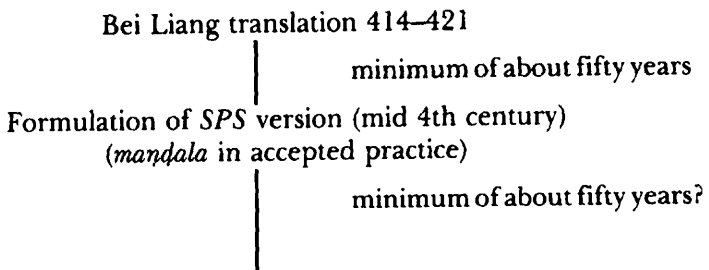 Bei Liang translation 414–421
minimum of about fifty years
Formulation of SPS version (mid 4th century)
(maṇḍala in accepted practice)
minimum of about fifty years?